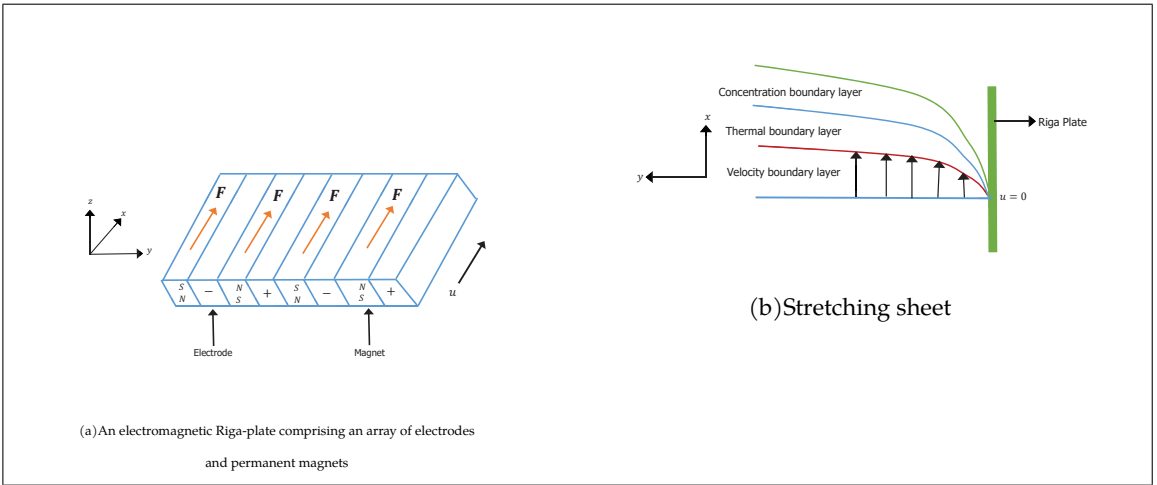 F F F F
z
x
y
u
S − N + S − N +
N S N S
Electrode Magnet
(a)An electromagnetic Riga-plate comprising an array of electrodes
and permanent magnets
Concentration boundary layer
x
Riga Plate
Thermal boundary layer
y
Velocity boundary layer
u = 0
(b)Stretching sheet